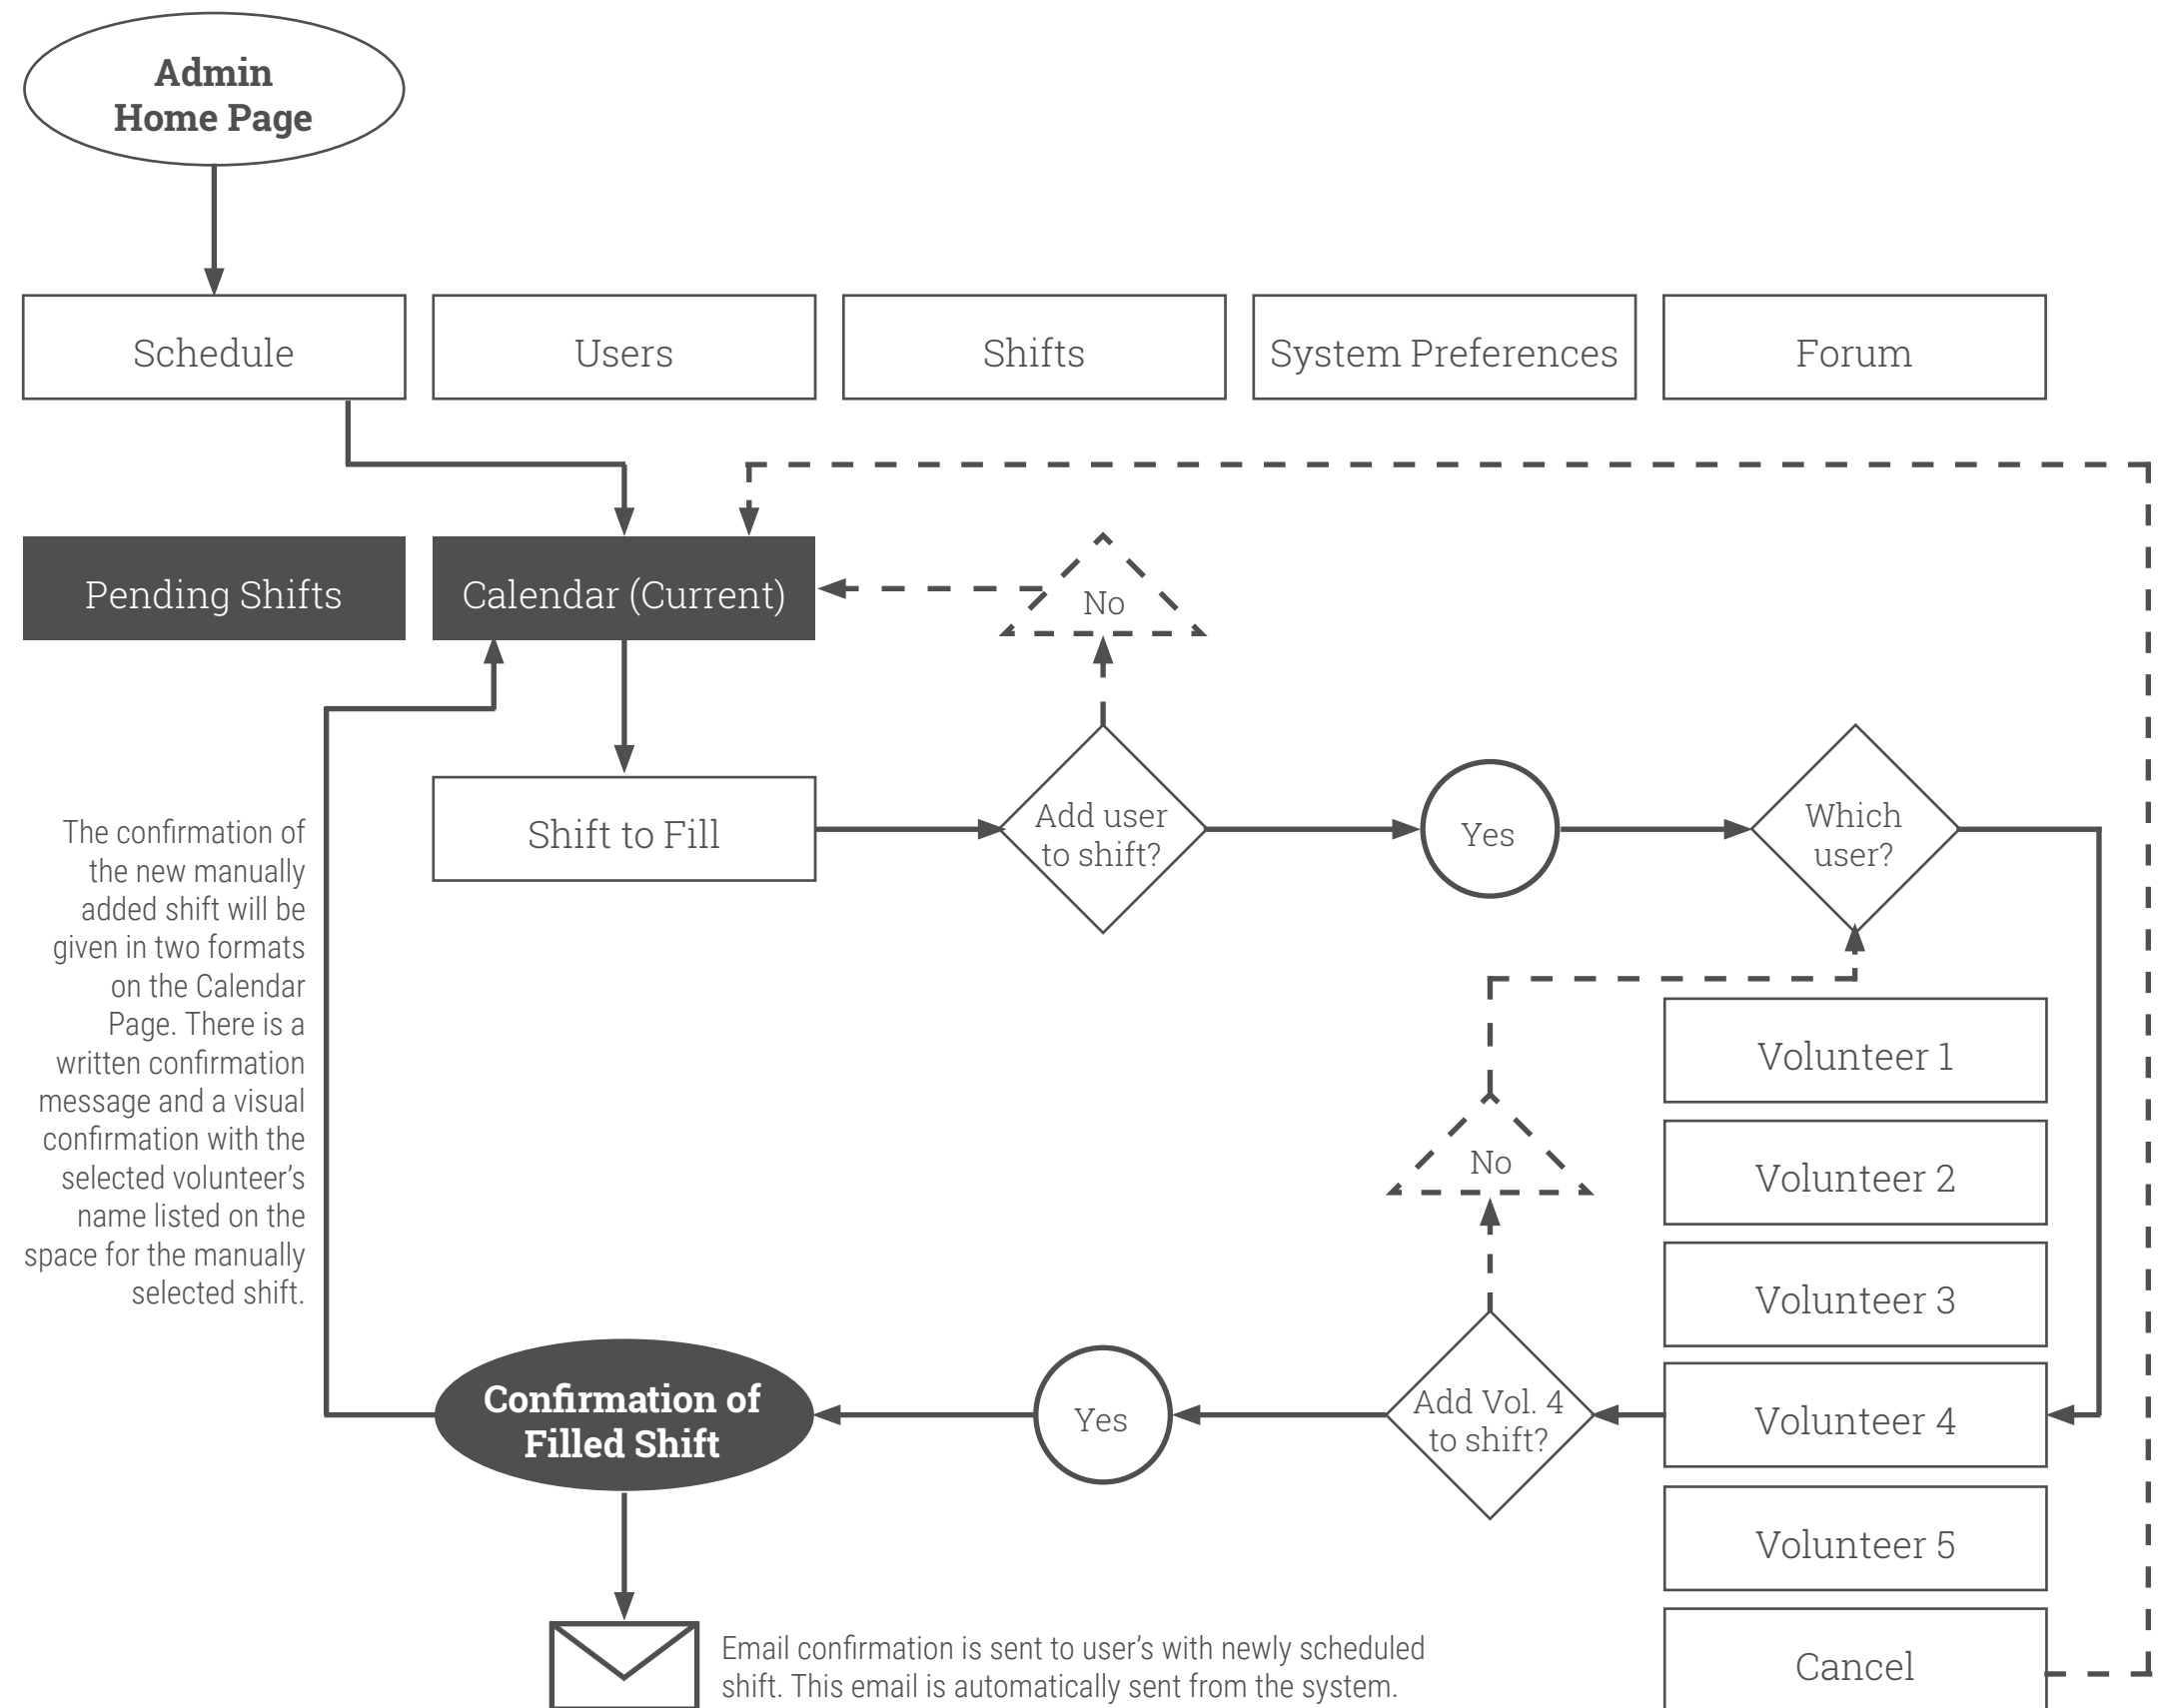 Admin
Home Page
Schedule
Users
Shifts
System Preferences
Forum
Pending Shifts
Calendar (Current)
No
Shift to Fill
Add user
to shift?
Yes
Which
user?
The confirmation of
the new manually
added shift will be
given in two formats
on the Calendar
Page. There is a
written confirmation
message and a visual
confirmation with the
selected volunteer’s
name listed on the
space for the manually
selected shift.
Volunteer 1
Volunteer 2
Volunteer 3
Volunteer 4
Volunteer 5
Cancel
No
Add Vol. 4
to shift?
Yes
Confirmation of
Filled Shift
Email confirmation is sent to user’s with newly scheduled
shift. This email is automatically sent from the system.